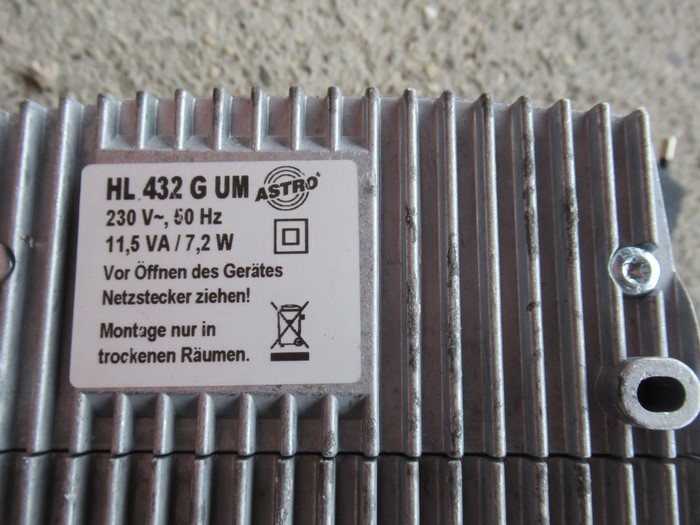 HL 432 G UM ASTRO
230 V~, 50 Hz
11,5 VA / 7,2 W
Vor Öffnen des Gerätes
Netzstecker ziehen!
Montage nur in
trockenen Räumen.